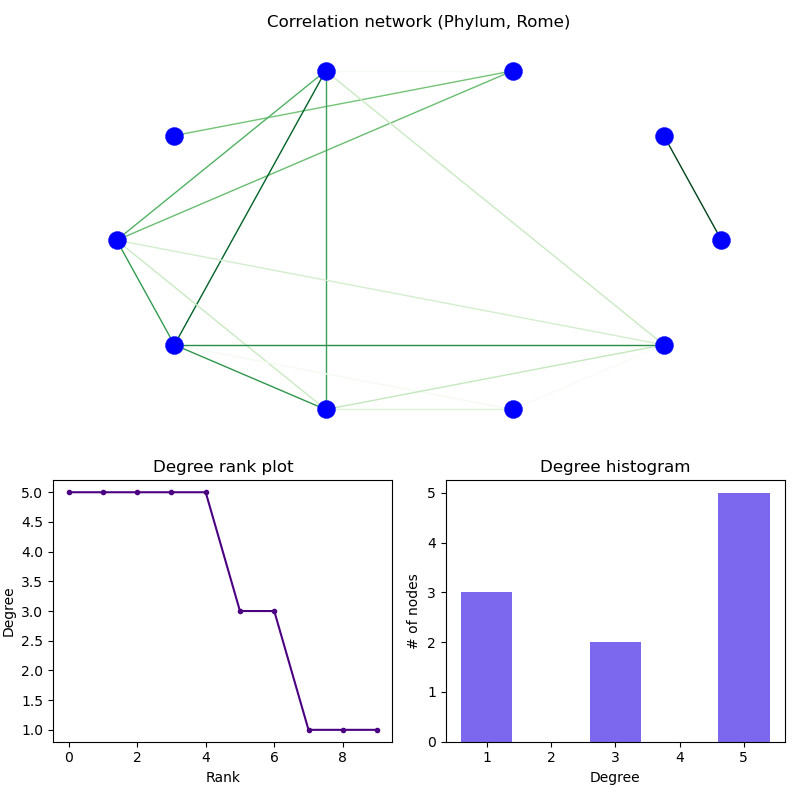 Correlation network (Phylum, Rome)
Degree rank plot
5.0
4.5
4.0
3.5
3.0
2.5
2.0
1.5
1.0
Degree
0 2 4 6 8
Rank
Degree histogram
5
4
3
2
1
0
# of nodes
1 2 3 4 5
Degree